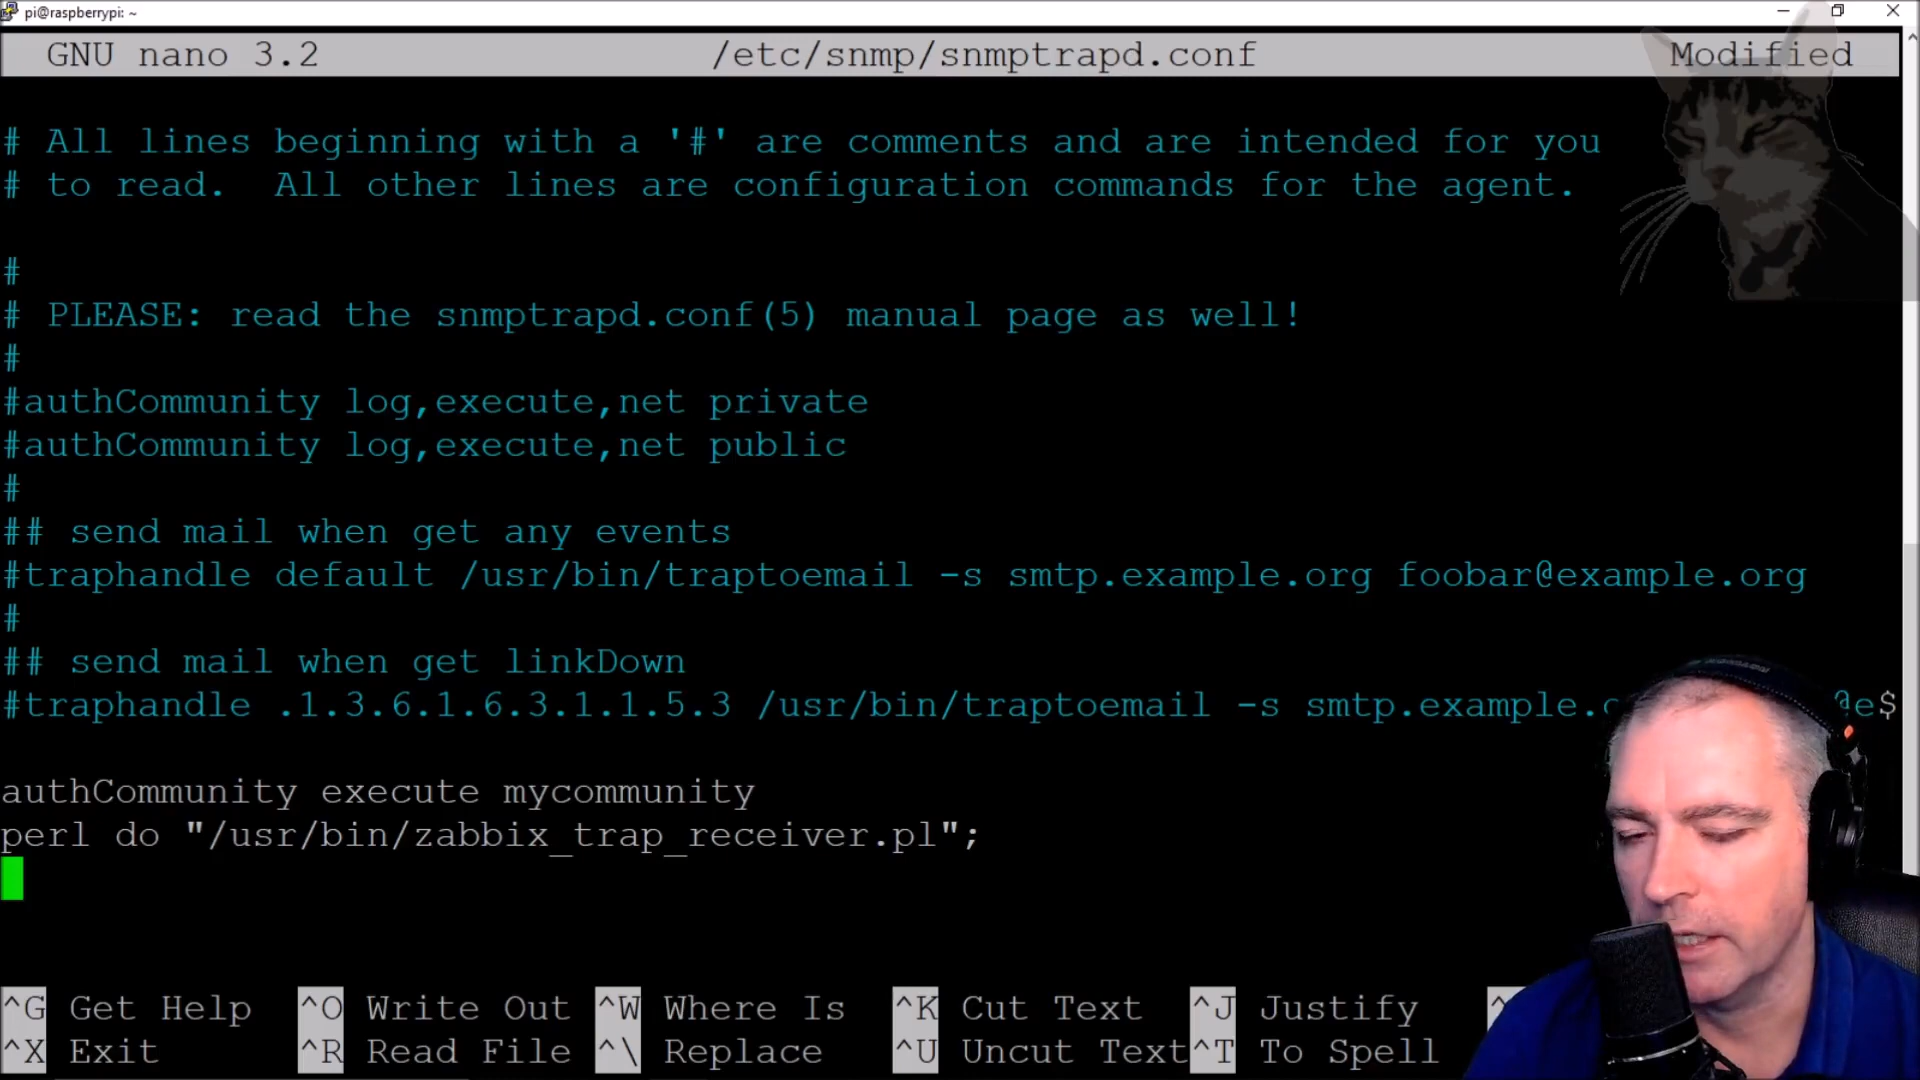 pi@raspberrypi: ~
GNU nano 3.2 /etc/snmp/snmptrapd.conf Modified
# All lines beginning with a '#' are comments and are intended for you
# to read.  All other lines are configuration commands for the agent.
#
# PLEASE: read the snmptrapd.conf(5) manual page as well!
#
#authCommunity log,execute,net private
#authCommunity log,execute,net public
#
## send mail when get any events
#traphandle default /usr/bin/traptoemail -s smtp.example.org foobar@example.org
#
## send mail when get linkDown
#traphandle .1.3.6.1.6.3.1.1.5.3 /usr/bin/traptoemail -s @e$
authCommunity execute mycommunity
perl do "/usr/bin/zabbix_trap_receiver.pl";
^G Get Help ^O Write Out ^W Where Is ^K Cut Text ^J Justify
^X Exit ^R Read File ^\ Replace ^U Uncut Text ^T To Spell